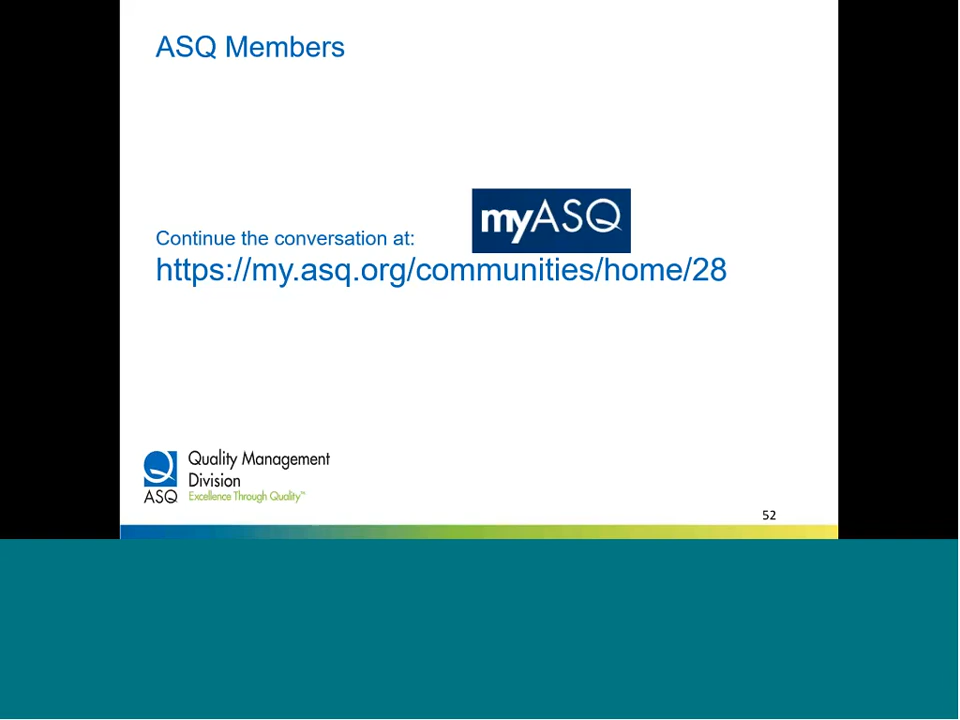 ASQ Members
myASQ
Continue the conversation at:
https://my.asq.org/communities/home/28
Quality Management
Division
ASQ Excellence Through Quality™
52